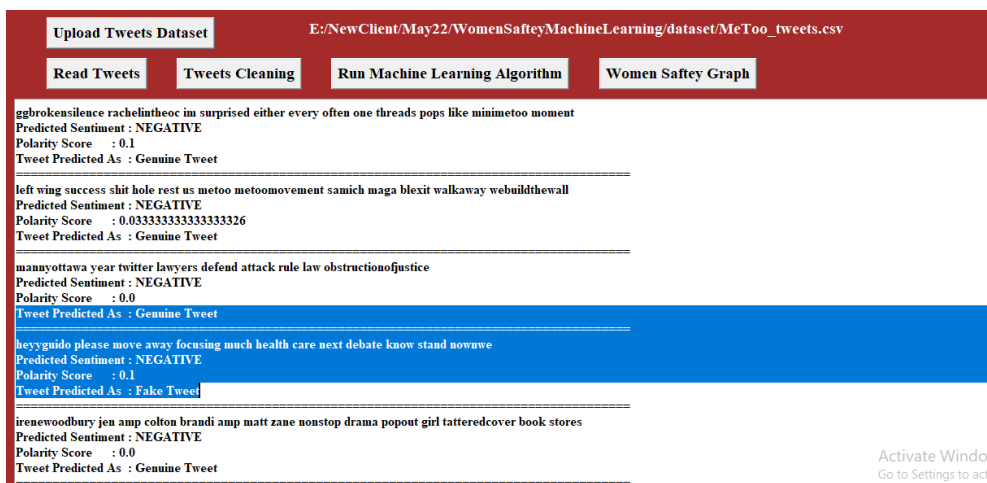 Upload Tweets Dataset
E:/NewClient/May22/WomenSafteyMachineLearning/dataset/MeToo_tweets.csv
Read Tweets
Tweets Cleaning
Run Machine Learning Algorithm
Women Saftey Graph
ggbrokensilence rachelintheoc im surprised either every often one threads pops like minimetoo moment
Predicted Sentiment : NEGATIVE
Polarity Score : 0.1
Tweet Predicted As : Genuine Tweet
left wing success shit hole rest us metoo metoomovement samich maga blexit walkaway webuildthewall
Predicted Sentiment : NEGATIVE
Polarity Score : 0.033333333333333326
Tweet Predicted As : Genuine Tweet
mannyottawa year twitter lawyers defend attack rule law obstructionofjustice
Predicted Sentiment : NEGATIVE
Polarity Score : 0.0
Tweet Predicted As : Genuine Tweet
heyyguido please move away focusing much health care next debate know stand nownwe
Predicted Sentiment : NEGATIVE
Polarity Score : 0.1
Tweet Predicted As : Fake Tweet
irenewoodbury jen amp colton brandi amp matt zane nonstop drama popout girl tatteredcover book stores
Predicted Sentiment : NEGATIVE
Polarity Score : 0.0
Tweet Predicted As : Genuine Tweet
Activate Windo
Go to Settings to act